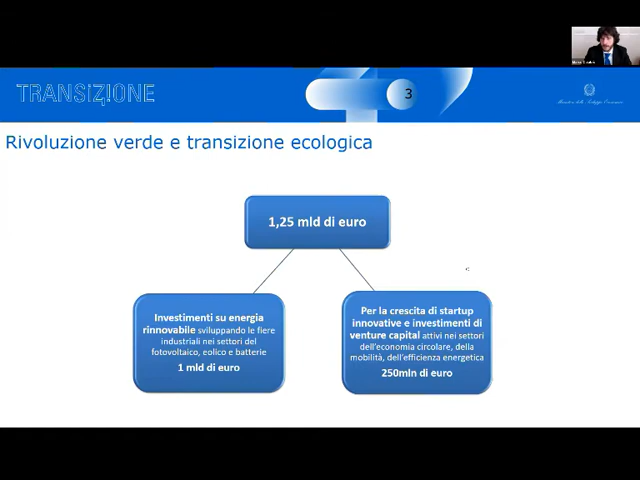 TRANSIZIONE
3
Rivoluzione verde e transizione ecologica
1,25 mld di euro
Investimenti su energia
rinnovabile sviluppando le fiere
industriali nei settori del
fotovoltaico, eolico e batterie
1 mld di euro
Per la crescita di startup
innovative e investimenti di
venture capital attivi nei settori
dell'economia circolare, della
mobilità, dell'efficienza energetica
250mln di euro